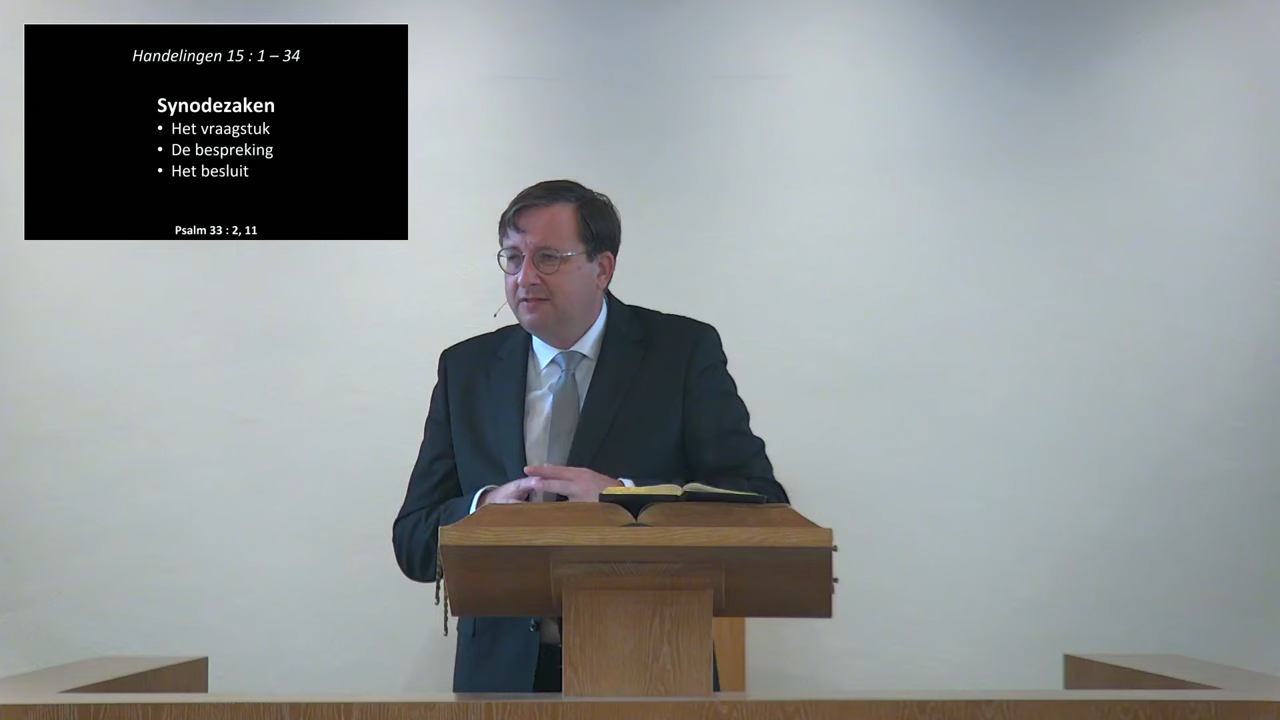 Handelingen 15 : 1 – 34
Synodezaken
• Het vraagstuk
• De bespreking
• Het besluit
Psalm 33 : 2, 11